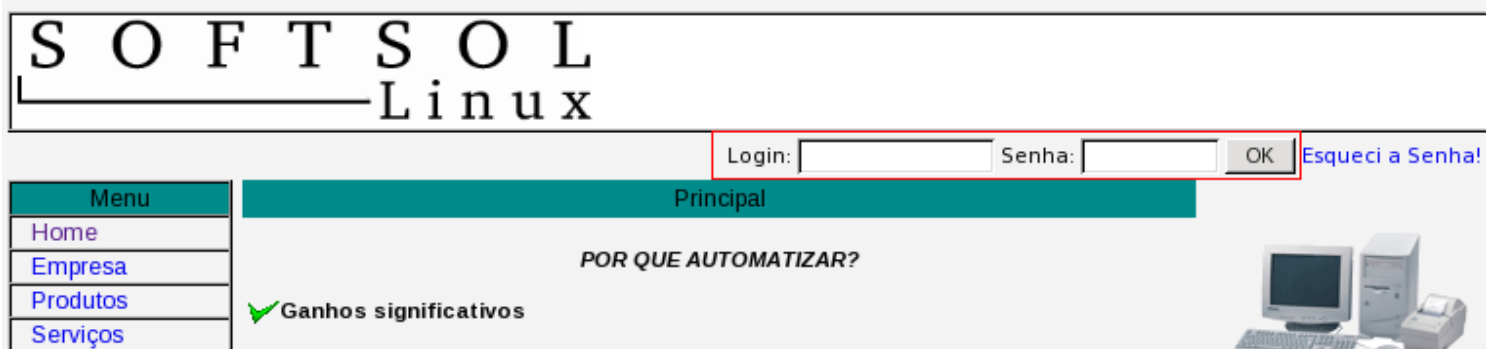 S O F T S O L
Linux
Login: Senha: OK Esqueci a Senha!
Menu
Principal
Home
Empresa
Produtos
Serviços
POR QUE AUTOMATIZAR?
Ganhos significativos